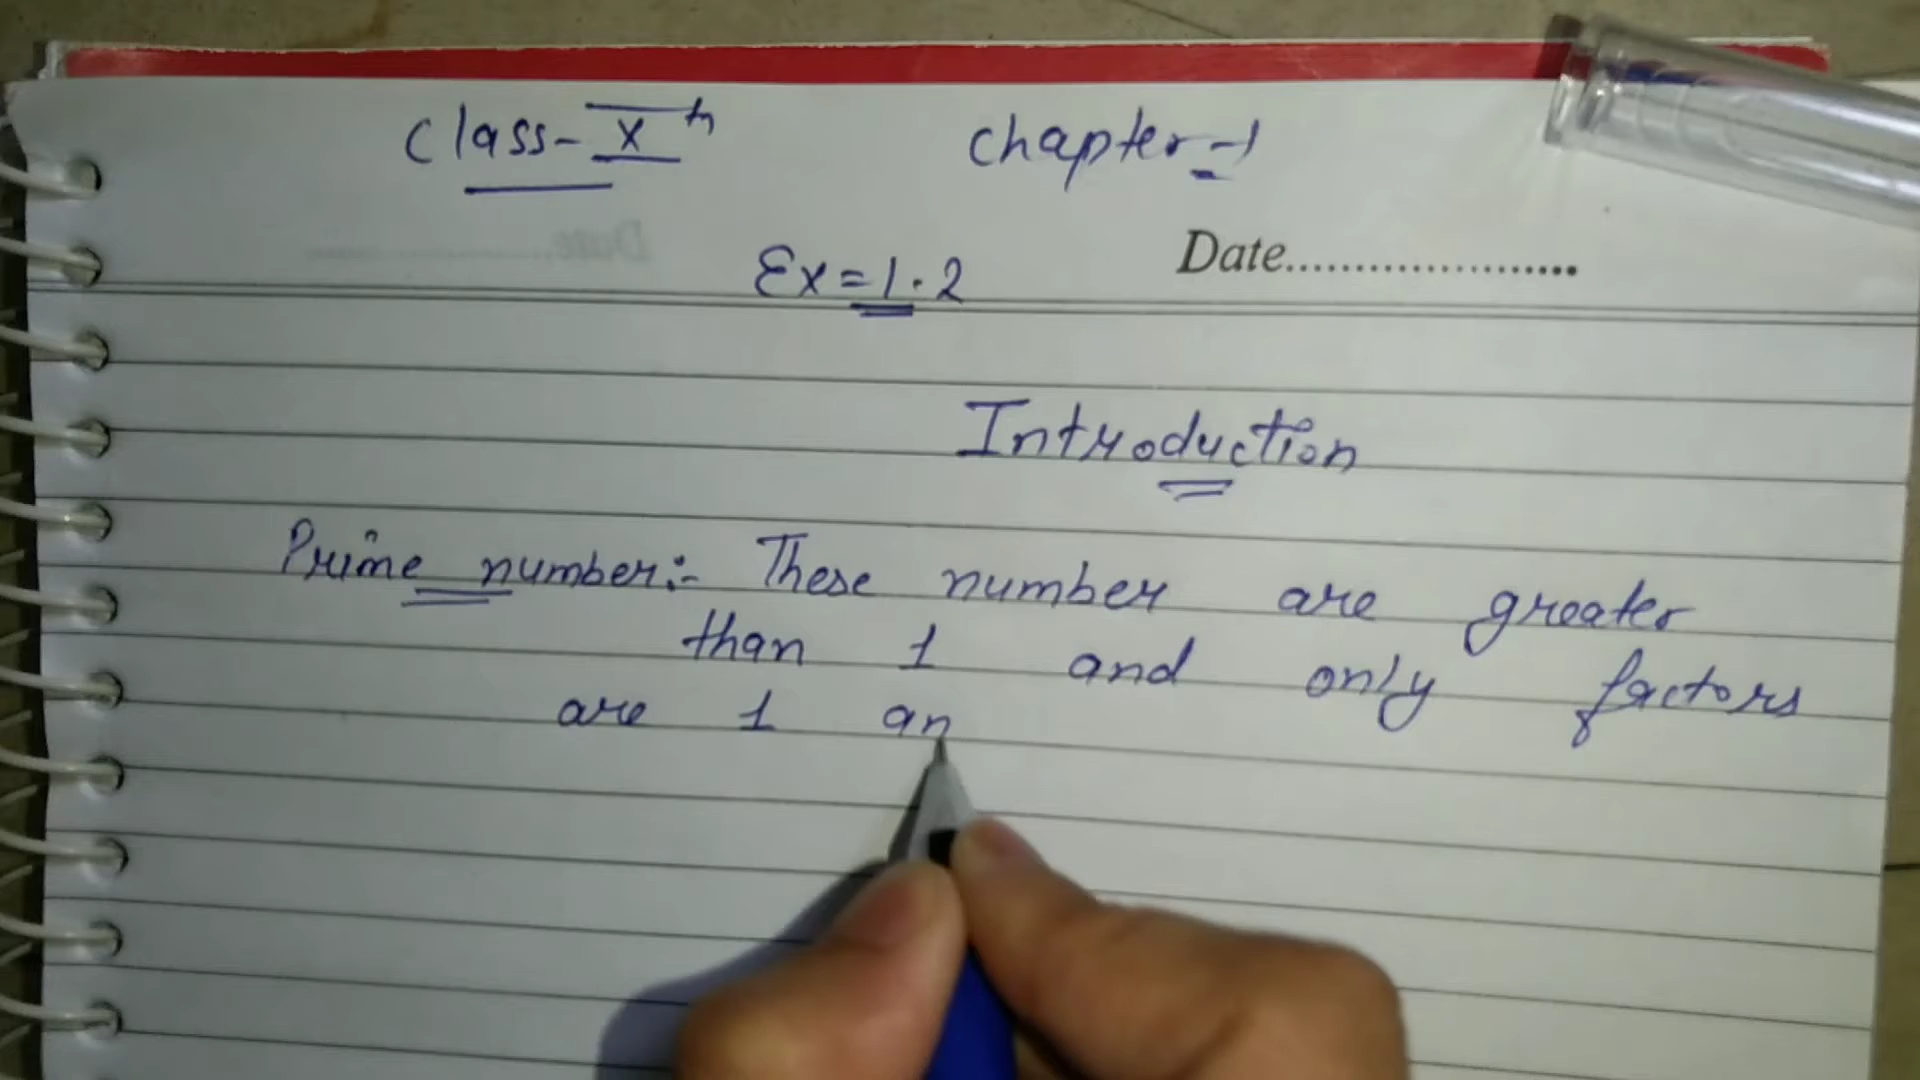 Class- Xth Chapter-1
Date.....................
Ex=1.2
Introduction
Prime number:- These number are greater
than 1 and only factors
are 1 an